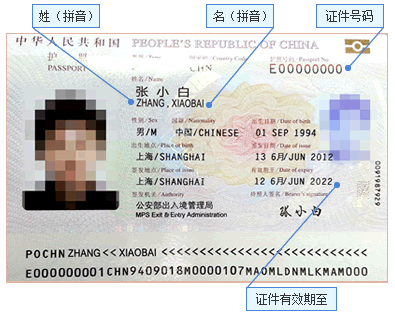 姓（拼音）
名（拼音）
证件号码
中华人民共和国
PEOPLE'S REPUBLIC OF CHINA
护照
PASSPORT
国家码/Country Code
CHN
护照号码/Passport No
E00000000
姓名/Name
张小白
ZHANG , XIAOBAI
性别/Sex
男/M
国籍/Nationality
中国/CHINESE
出生日期/Date of birth
01 SEP 1994
出生地点/Place of birth
上海/SHANGHAI
签发日期/Date of issue
13 6月/JUN 2012
签发地点/Place of issue
上海/SHANGHAI
有效期至/Date of expiry
12 6月/JUN 2022
签发机关/Authority
公安部出入境管理局
MPS Exit & Entry Administration
持照人签名/Bearer's signature
张小白
POCHN ZHANG << XIAOBAI <<<<<<<<<<<<<<<<<<<
E000000001CHN9409018M0000107MAOMLDNMLKMAM000
证件有效期至